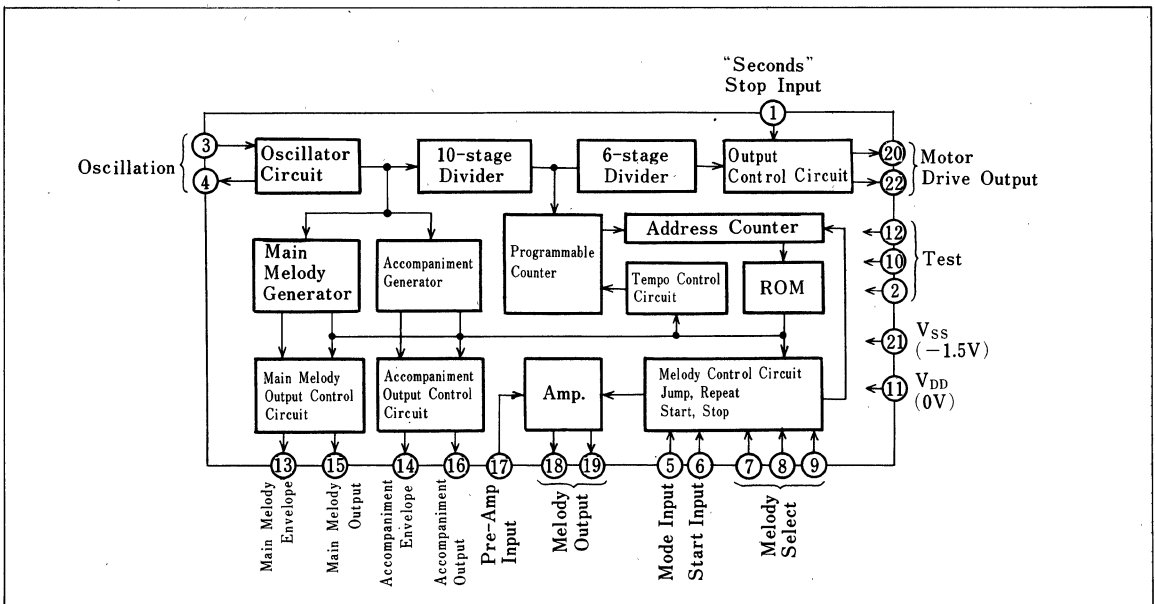 "Seconds"
Stop Input
1
3
4
Oscillation
Oscillator
Circuit
10-stage
Divider
6-stage
Divider
Output
Control Circuit
20
22
Motor
Drive Output
Main
Melody
Generator
Accompaniment
Generator
Programmable
Counter
Address Counter
Tempo Control
Circuit
ROM
12
10
2
Test
21
VSS
(−1.5V)
11
VDD
(0V)
Main Melody
Output Control
Circuit
Accompaniment
Output Control
Circuit
Amp.
Melody Control Circuit
Jump, Repeat
Start, Stop
13
15
14
16
17
18
19
5
6
7
8
9
Main Melody
Envelope
Main Melody
Output
Accompaniment
Envelope
Accompaniment
Output
Pre-Amp
Input
Melody
Output
Mode Input
Start Input
Melody
Select